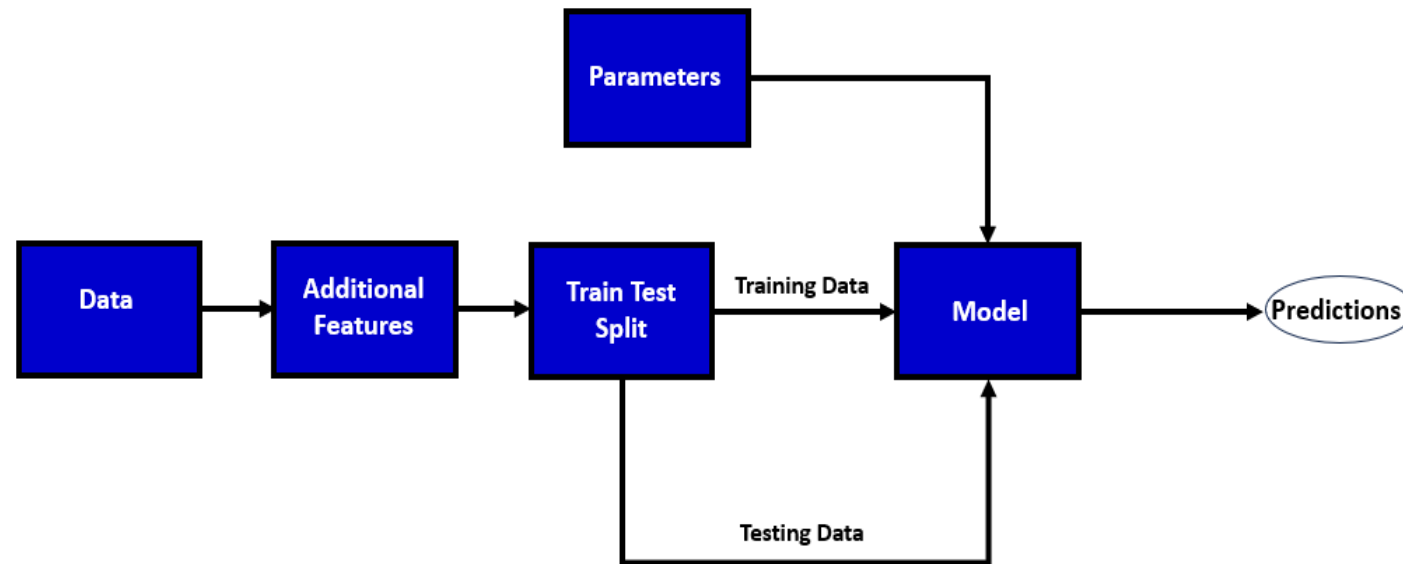 Parameters
Data
Additional
Features
Train Test
Split
Training Data
Model
Predictions
Testing Data